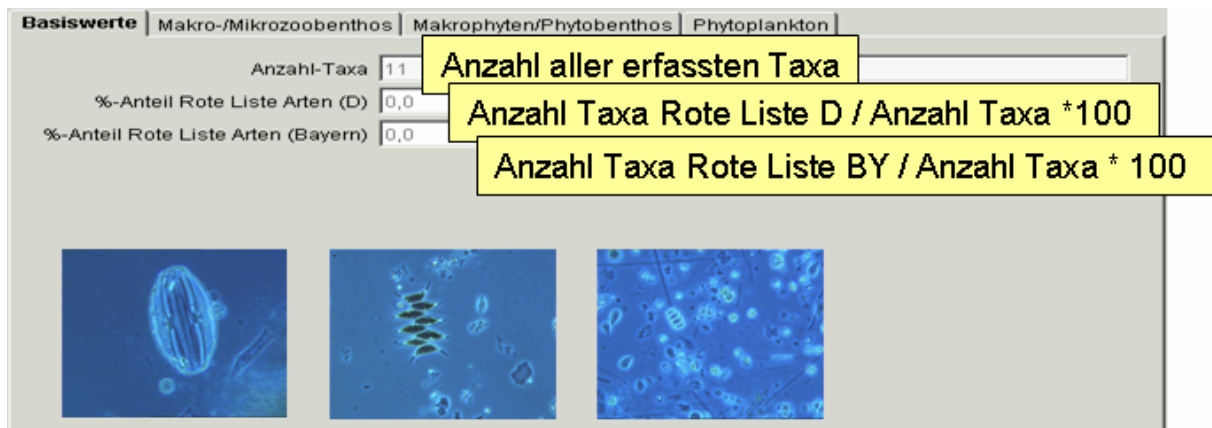 Basiswerte Makro-/Mikrozoobenthos Makrophyten/Phytobenthos Phytoplankton
Anzahl-Taxa 11 Anzahl aller erfassten Taxa
%-Anteil Rote Liste Arten (D) 0,0 Anzahl Taxa Rote Liste D / Anzahl Taxa *100
%-Anteil Rote Liste Arten (Bayern) 0,0 Anzahl Taxa Rote Liste BY / Anzahl Taxa * 100